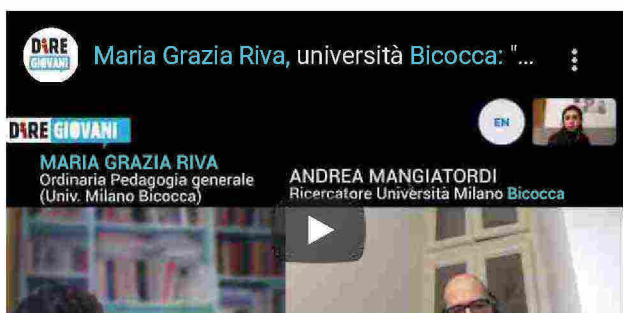 DIRE
GIOVANI
Maria Grazia Riva, università Bicocca: "...
EN
DIRE GIOVANI
MARIA GRAZIA RIVA
Ordinaria Pedagogia generale
(Univ. Milano Bicocca)
ANDREA MANGIATORDI
Ricercatore Università Milano Bicocca